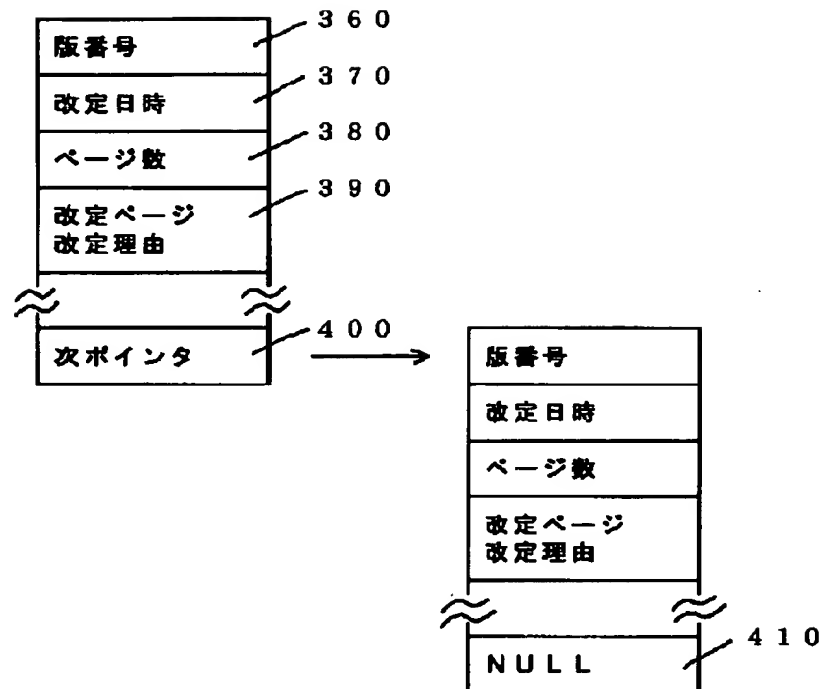 版番号 ３６０
改定日時 ３７０
ページ数 ３８０
改定ページ ３９０
改定理由
次ポインタ ４００
版番号
改定日時
ページ数
改定ページ
改定理由
ＮＵＬＬ ４１０